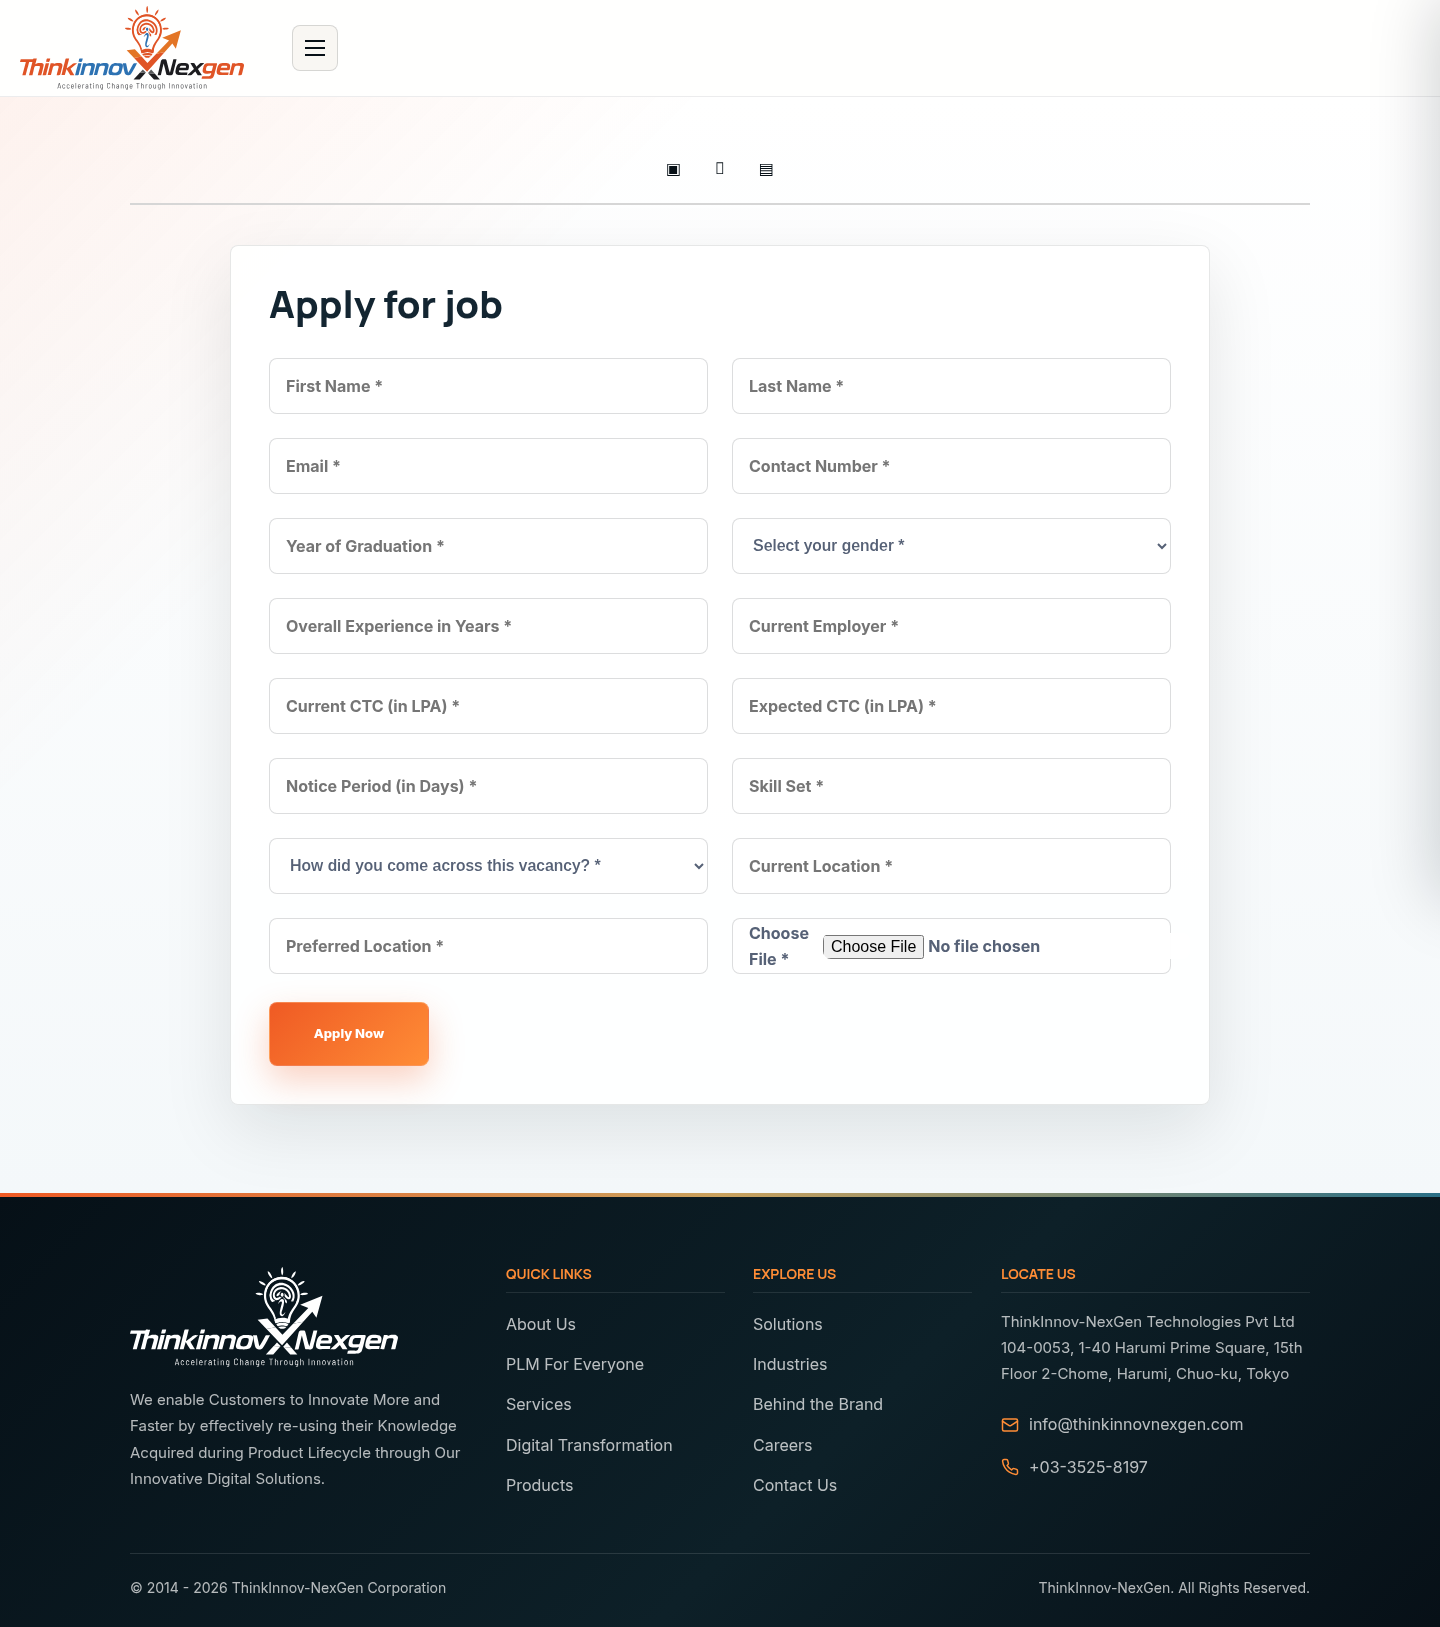 ThinkinnovXNexgen
Accelerating Change Through Innovation
Apply for job
First Name *
Last Name *
Email *
Contact Number *
Year of Graduation *
Select your gender *
Overall Experience in Years *
Current Employer *
Current CTC (in LPA) *
Expected CTC (in LPA) *
Notice Period (in Days) *
Skill Set *
How did you come across this vacancy? *
Current Location *
Preferred Location *
Choose
File *
Choose File No file chosen
Apply Now
ThinkinnovXNexgen
Accelerating Change Through Innovation
We enable Customers to Innovate More and
Faster by effectively re-using their Knowledge
Acquired during Product Lifecycle through Our
Innovative Digital Solutions.
QUICK LINKS
About Us
PLM For Everyone
Services
Digital Transformation
Products
EXPLORE US
Solutions
Industries
Behind the Brand
Careers
Contact Us
LOCATE US
ThinkInnov-NexGen Technologies Pvt Ltd
104-0053, 1-40 Harumi Prime Square, 15th
Floor 2-Chome, Harumi, Chuo-ku, Tokyo
info@thinkinnovnexgen.com
+03-3525-8197
© 2014 - 2026 ThinkInnov-NexGen Corporation
ThinkInnov-NexGen. All Rights Reserved.